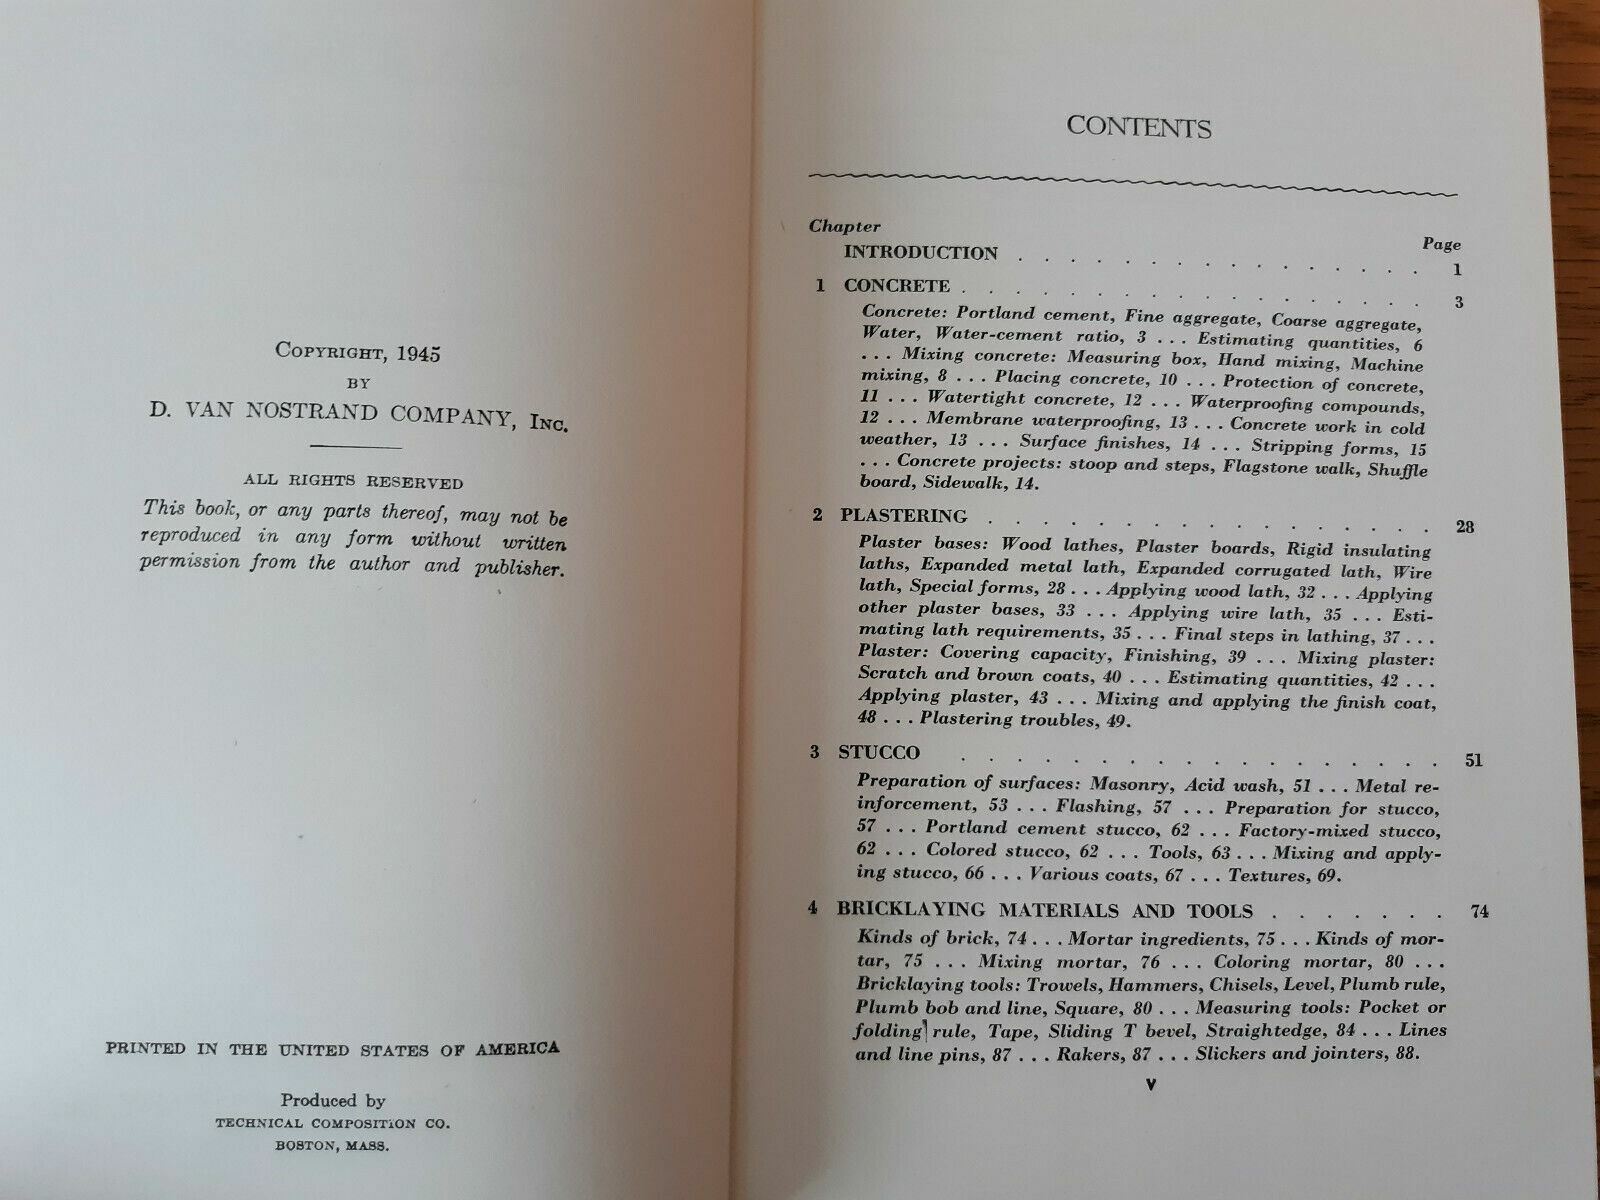 COPYRIGHT, 1945
BY
D. VAN NOSTRAND COMPANY, INC.
ALL RIGHTS RESERVED
This book, or any parts thereof, may not be
reproduced in any form without written
permission from the author and publisher.
PRINTED IN THE UNITED STATES OF AMERICA
Produced by
TECHNICAL COMPOSITION CO.
BOSTON, MASS.
CONTENTS
Chapter Page
INTRODUCTION . . . . . . . . . . . . . . . . 1
1 CONCRETE . . . . . . . . . . . . . . . . . . 3
Concrete: Portland cement, Fine aggregate, Coarse aggregate,
Water, Water-cement ratio, 3 . . . Estimating quantities, 6
. . . Mixing concrete: Measuring box, Hand mixing, Machine
mixing, 8 . . . Placing concrete, 10 . . . Protection of concrete,
11 . . . Watertight concrete, 12 . . . Waterproofing compounds,
12 . . . Membrane waterproofing, 13 . . . Concrete work in cold
weather, 13 . . . Surface finishes, 14 . . . Stripping forms, 15
. . . Concrete projects: stoop and steps, Flagstone walk, Shuffle
board, Sidewalk, 14.
2 PLASTERING . . . . . . . . . . . . . . . . . 28
Plaster bases: Wood lathes, Plaster boards, Rigid insulating
laths, Expanded metal lath, Expanded corrugated lath, Wire
lath, Special forms, 28 . . . Applying wood lath, 32 . . . Applying
other plaster bases, 33 . . . Applying wire lath, 35 . . . Esti-
mating lath requirements, 35 . . . Final steps in lathing, 37 . . .
Plaster: Covering capacity, Finishing, 39 . . . Mixing plaster:
Scratch and brown coats, 40 . . . Estimating quantities, 42 . . .
Applying plaster, 43 . . . Mixing and applying the finish coat,
48 . . . Plastering troubles, 49.
3 STUCCO . . . . . . . . . . . . . . . . . . 51
Preparation of surfaces: Masonry, Acid wash, 51 . . . Metal re-
inforcement, 53 . . . Flashing, 57 . . . Preparation for stucco,
57 . . . Portland cement stucco, 62 . . . Factory-mixed stucco,
62 . . . Colored stucco, 62 . . . Tools, 63 . . . Mixing and apply-
ing stucco, 66 . . . Various coats, 67 . . . Textures, 69.
4 BRICKLAYING MATERIALS AND TOOLS . . . . . . . 74
Kinds of brick, 74 . . . Mortar ingredients, 75 . . . Kinds of mor-
tar, 75 . . . Mixing mortar, 76 . . . Coloring mortar, 80 . . .
Bricklaying tools: Trowels, Hammers, Chisels, Level, Plumb rule,
Plumb bob and line, Square, 80 . . . Measuring tools: Pocket or
folding rule, Tape, Sliding T bevel, Straightedge, 84 . . . Lines
and line pins, 87 . . . Rakers, 87 . . . Slickers and jointers, 88.
v